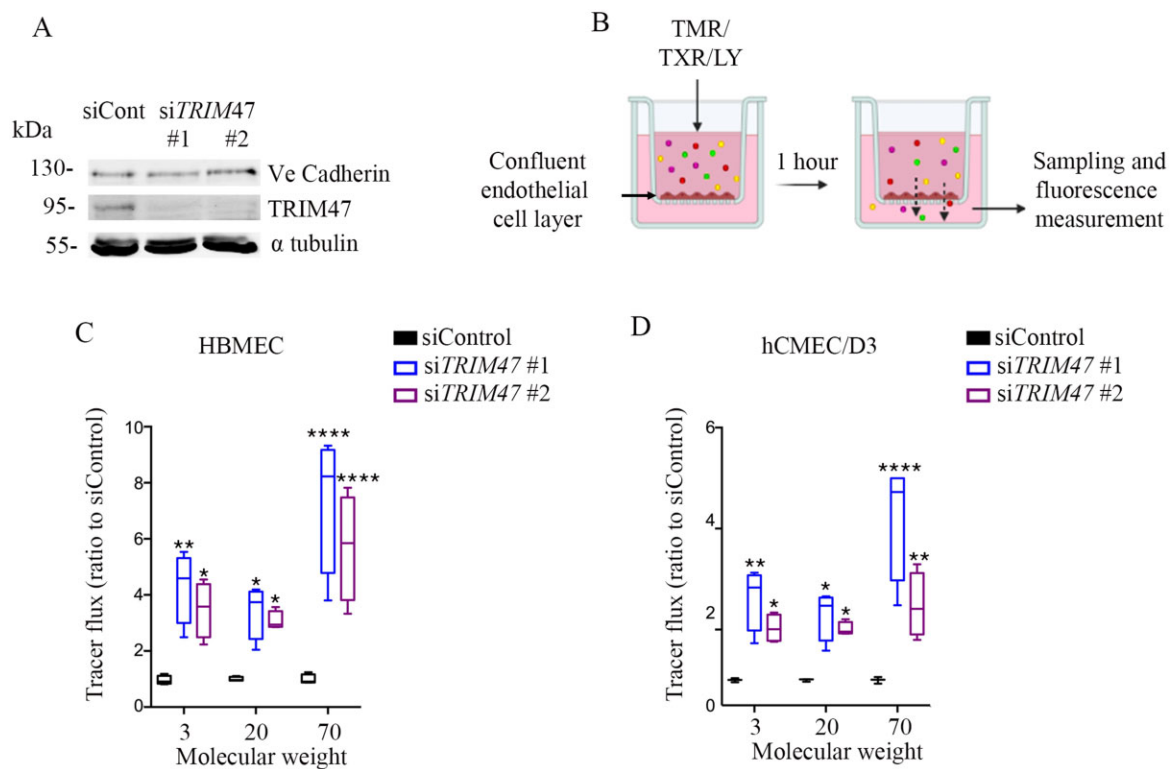 A
siCont siTRIM47
kDa
#1 #2
130- Ve Cadherin
95- TRIM47
55- α tubulin
B
TMR/
TXR/LY
Confluent
endothelial
cell layer
1 hour
Sampling and
fluorescence
measurement
C
HBMEC
siControl
siTRIM47 #1
siTRIM47 #2
Tracer flux (ratio to siControl)
10
8
6
4
2
0
** * * * **** ****
3 20 70
Molecular weight
D
hCMEC/D3
siControl
siTRIM47 #1
siTRIM47 #2
Tracer flux (ratio to siControl)
6
4
2
0
** * * * **** **
3 20 70
Molecular weight